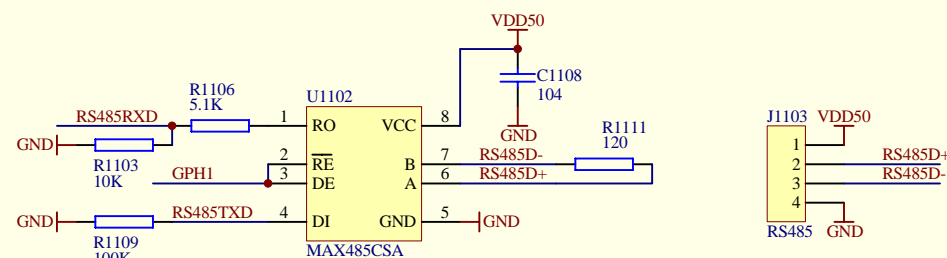 VDD50
C1108
104
GND
R1106
5.1K
U1102
RS485RXD
1
RO
VCC
8
GND
R1103
10K
R1111
120
2
RE
B
7
RS485D-
GPH1
3
DE
A
6
RS485D+
GND
RS485TXD
4
DI
GND
5
GND
R1109
100K
MAX485CSA
J1103
VDD50
1
2
RS485D+
3
RS485D-
4
RS485
GND